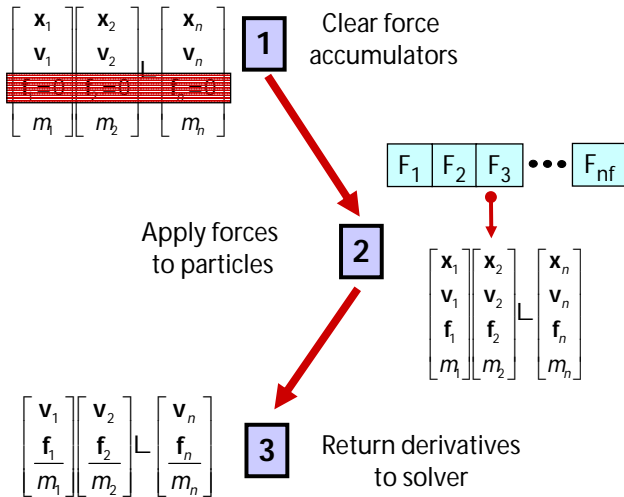 x1 x2 xn
v1 v2 ∟ vn
f1=0 f2=0 fn=0
m1 m2 mn
1
Clear force
accumulators
F1 F2 F3 ••• Fnf
Apply forces
to particles
2
x1 x2 xn
v1 v2 vn
f1 f2 ∟ fn
m1 m2 mn
v1 v2 vn
f1 f2 ∟ fn
m1 m2 mn
3
Return derivatives
to solver